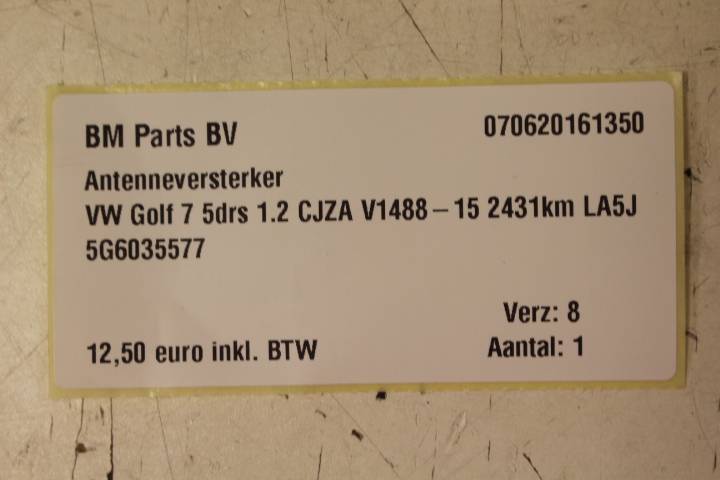 BM Parts BV 070620161350
Antenneversterker
VW Golf 7 5drs 1.2 CJZA V1488-15 2431km LA5J
5G6035577
Verz: 8
12,50 euro inkl. BTW Aantal: 1